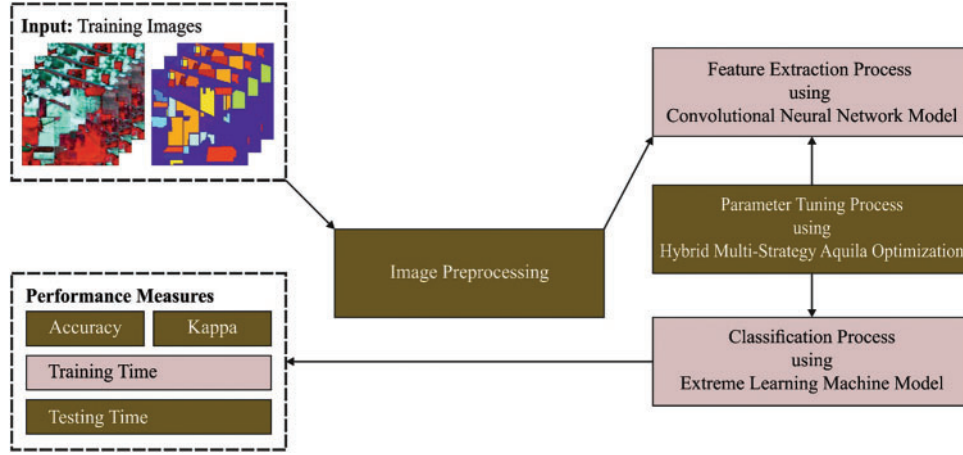 Input: Training Images
Feature Extraction Process
using
Convolutional Neural Network Model
Parameter Tuning Process
using
Hybrid Multi-Strategy Aquila Optimization
Image Preprocessing
Performance Measures
Accuracy
Kappa
Training Time
Testing Time
Classification Process
using
Extreme Learning Machine Model